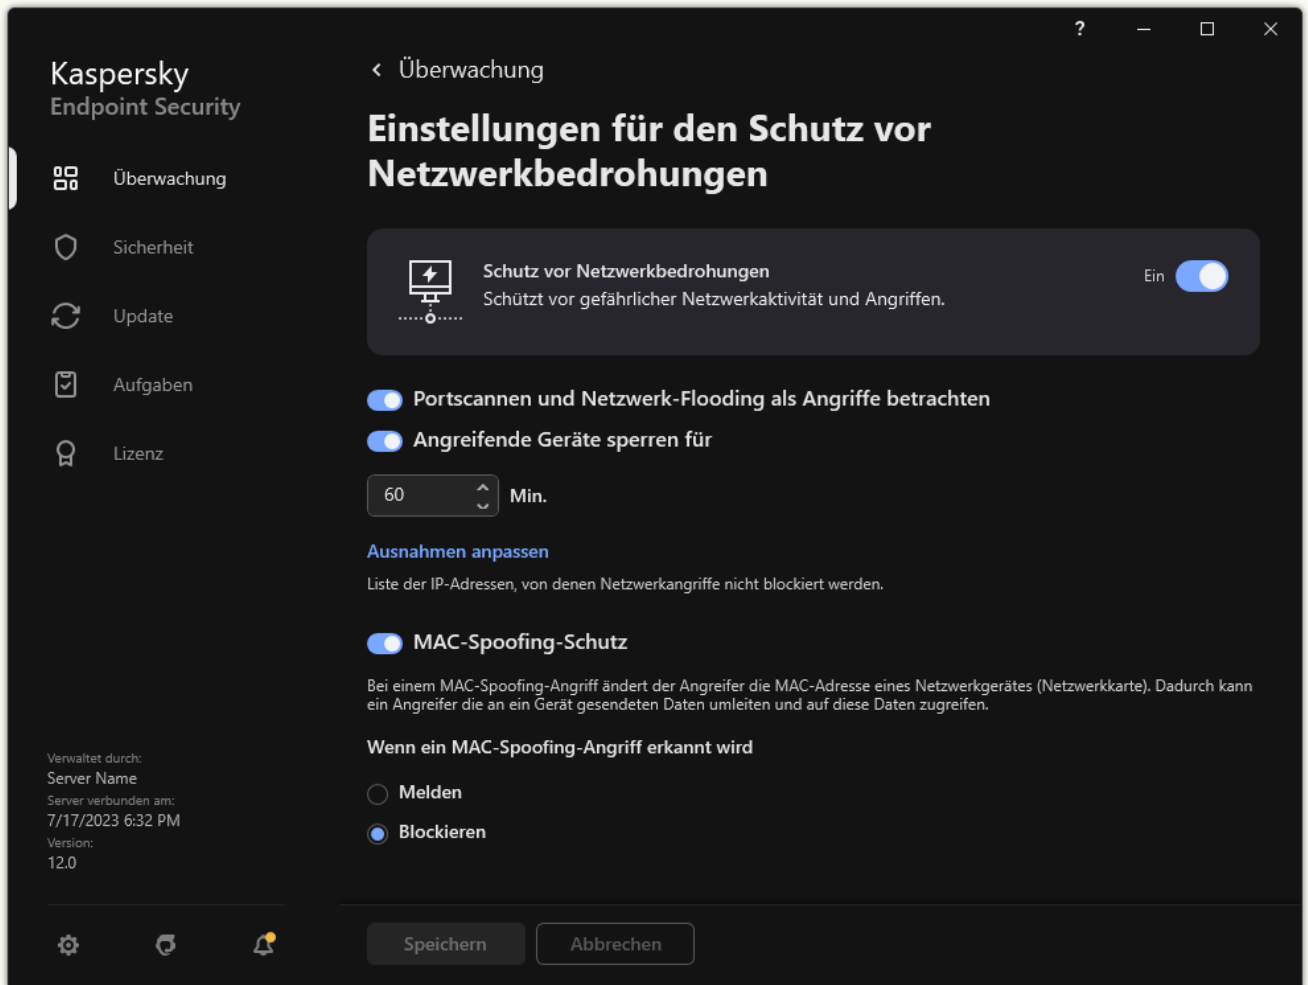 ?
Kaspersky
Endpoint Security
Überwachung
Sicherheit
Update
Aufgaben
Lizenz
Verwaltet durch:
Server Name
Server verbunden am:
7/17/2023 6:32 PM
Version:
12.0
Überwachung
Einstellungen für den Schutz vor
Netzwerkbedrohungen
Schutz vor Netzwerkbedrohungen
Schützt vor gefährlicher Netzwerkaktivität und Angriffen.
Ein
Portscannen und Netzwerk-Flooding als Angriffe betrachten
Angreifende Geräte sperren für
60 Min.
Ausnahmen anpassen
Liste der IP-Adressen, von denen Netzwerkangriffe nicht blockiert werden.
MAC-Spoofing-Schutz
Bei einem MAC-Spoofing-Angriff ändert der Angreifer die MAC-Adresse eines Netzwerkgerätes (Netzwerkkarte). Dadurch kann
ein Angreifer die an ein Gerät gesendeten Daten umleiten und auf diese Daten zugreifen.
Wenn ein MAC-Spoofing-Angriff erkannt wird
Melden
Blockieren
Speichern
Abbrechen